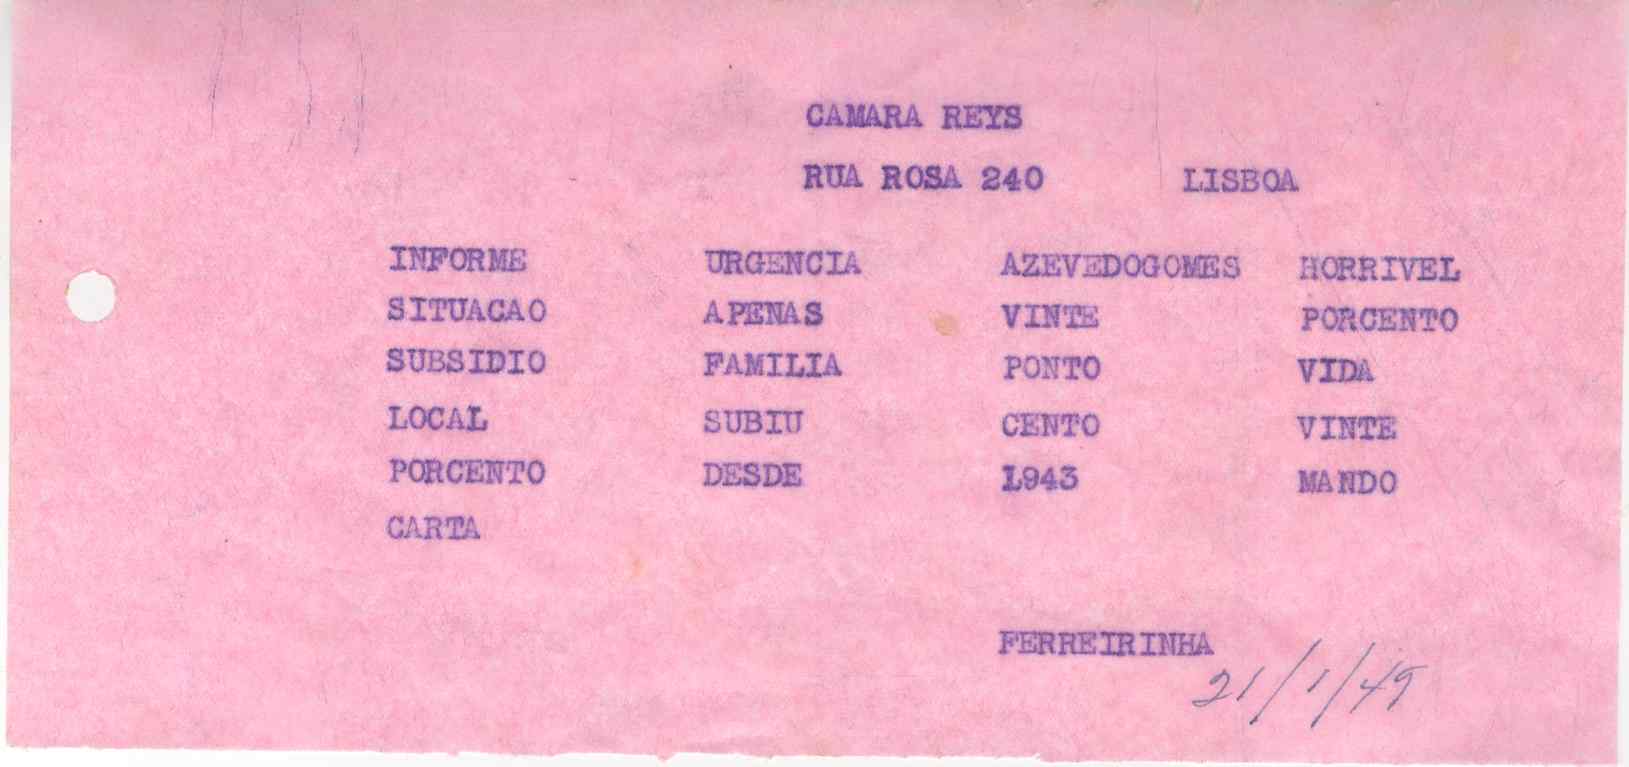 CAMARA REYS
RUA ROSA 240 LISBOA
INFORME URGENCIA AZEVEDOGOMES HORRIVEL
SITUACAO APENAS VINTE PORCENTO
SUBSIDIO FAMILIA PONTO VIDA
LOCAL SUBIU CENTO VINTE
PORCENTO DESDE 1943 MANDO
CARTA
FERREIRINHA
21/1/49